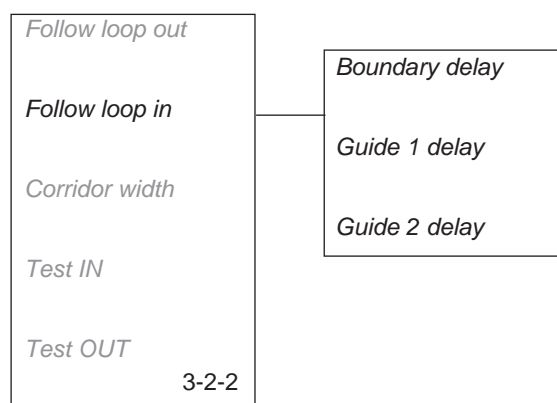 Follow loop out
Follow loop in
Corridor width
Test IN
Test OUT
3-2-2
Boundary delay
Guide 1 delay
Guide 2 delay